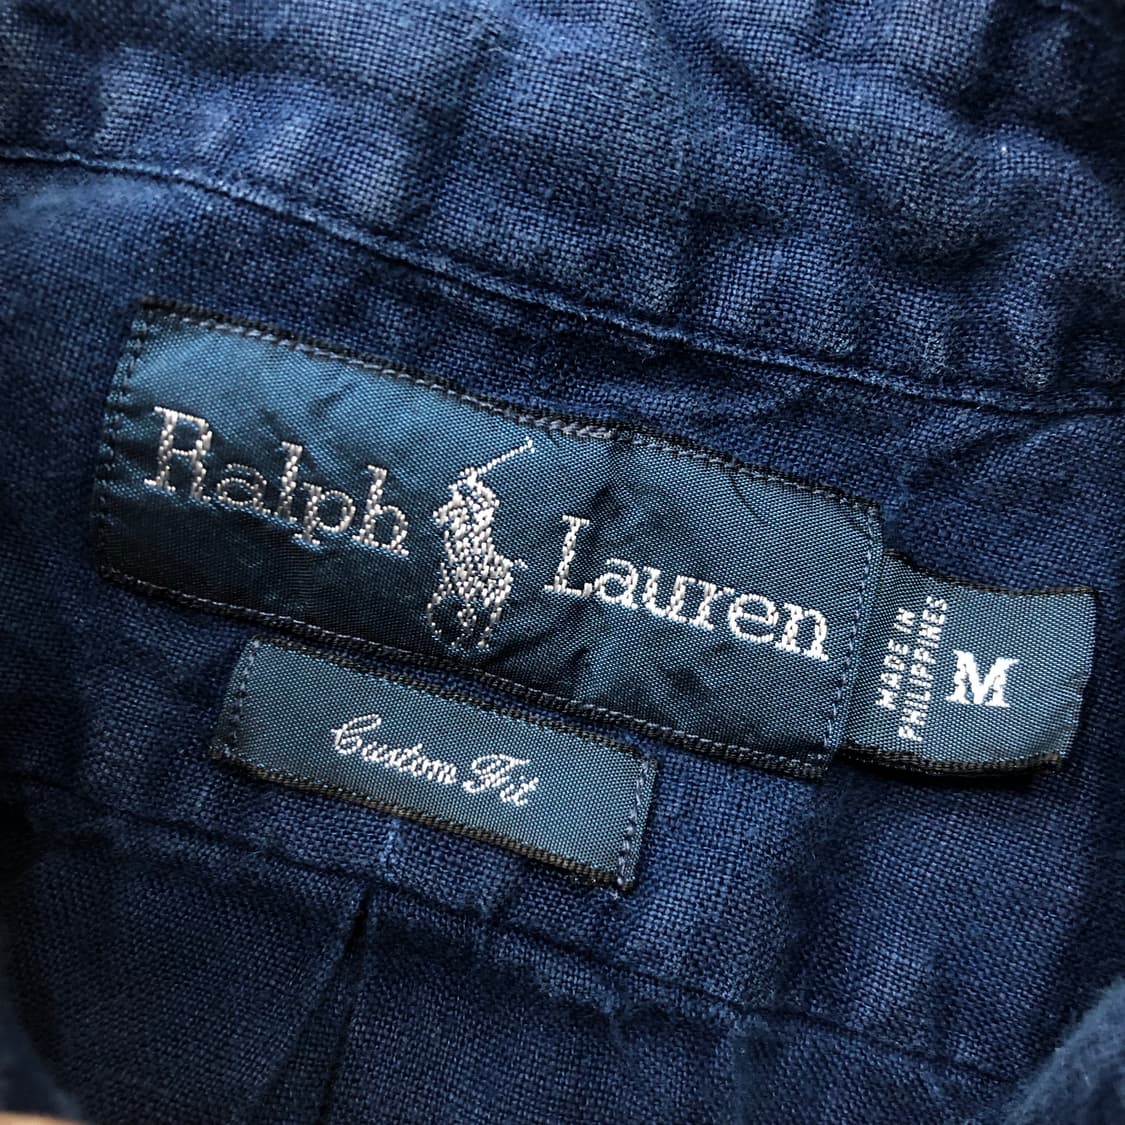 Ralph Lauren
MADE IN
PHILIPPINES
M
Custom Fit